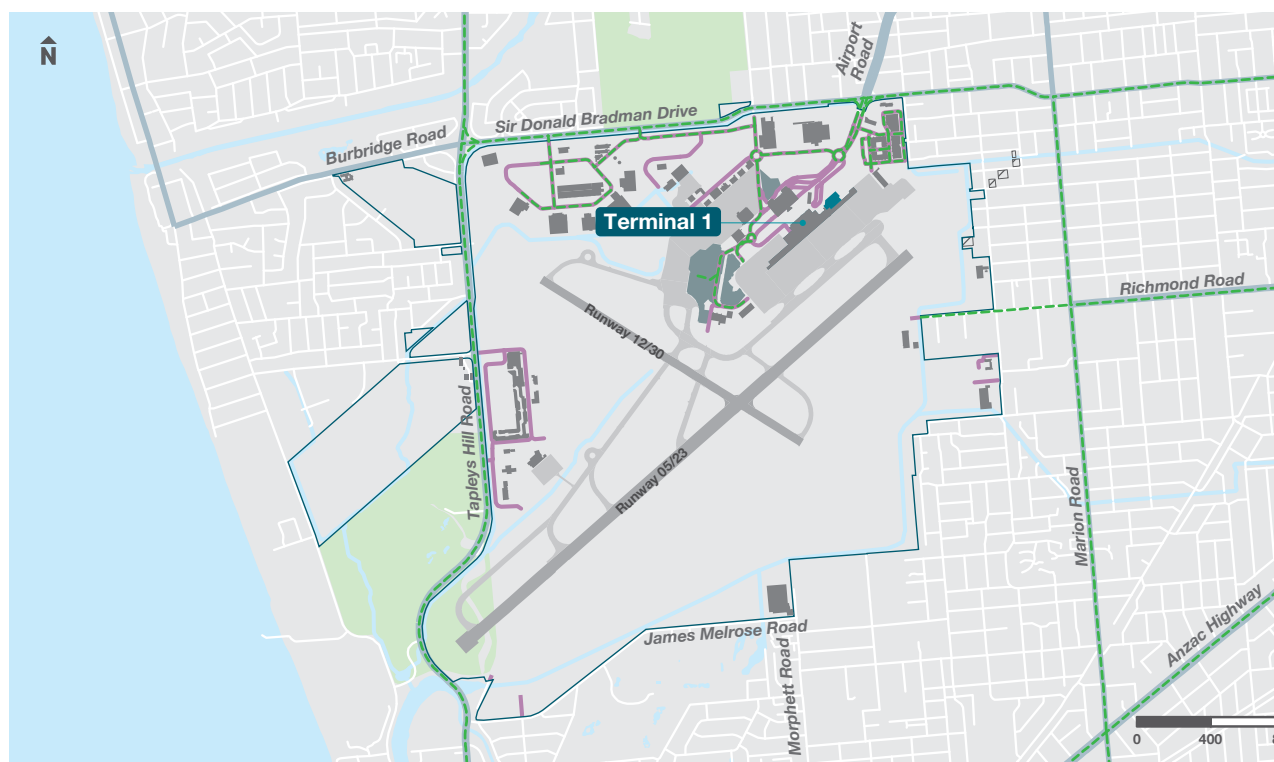 N
Airport
Road
Sir Donald Bradman Drive
Burbridge Road
Terminal 1
Richmond Road
Runway 12/30
Tapleys Hill Road
Runway 05/23
Marion Road
Anzac Highway
James Melrose Road
Morphett Road
0
400